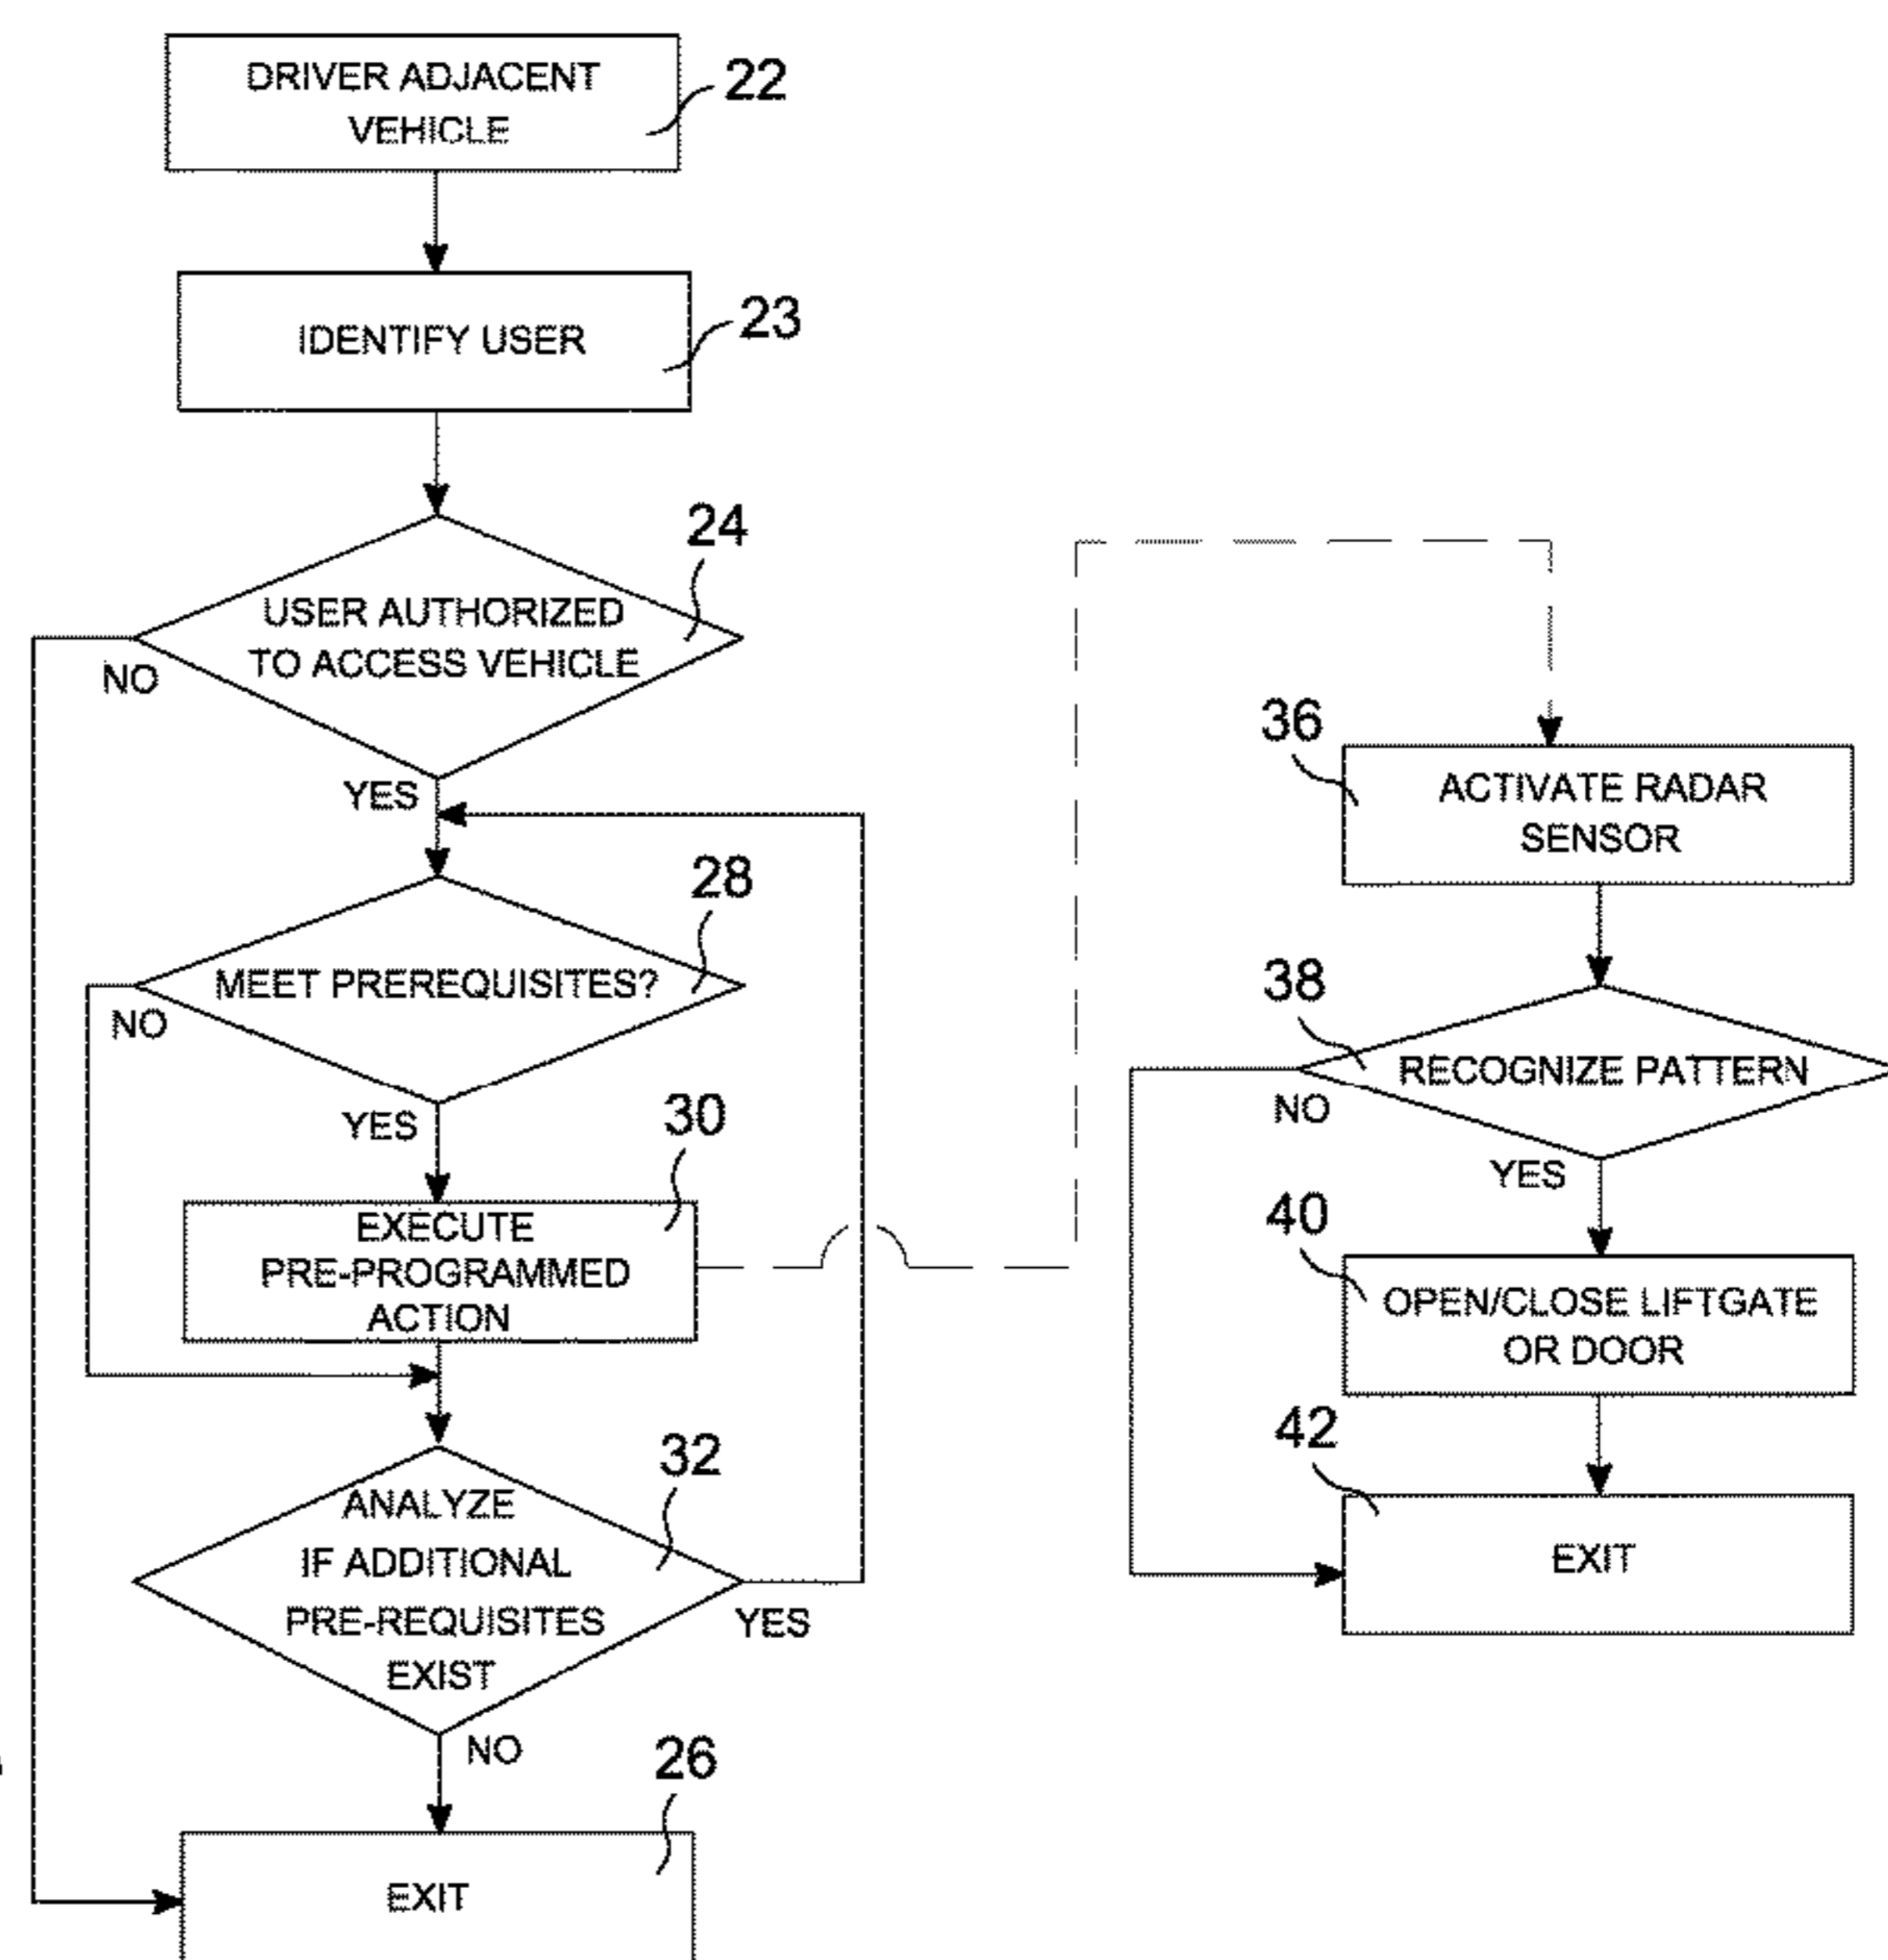 DRIVER ADJACENT
VEHICLE
22
IDENTIFY USER
23
24
USER AUTHORIZED
TO ACCESS VEHICLE
NO
YES
28
MEET PREREQUISITES?
NO
YES
30
EXECUTE
PRE-PROGRAMMED
ACTION
32
ANALYZE
IF ADDITIONAL
PRE-REQUISITES
EXIST
YES
NO
26
EXIT
36
ACTIVATE RADAR
SENSOR
38
RECOGNIZE PATTERN
NO
YES
40
OPEN/CLOSE LIFTGATE
OR DOOR
42
EXIT